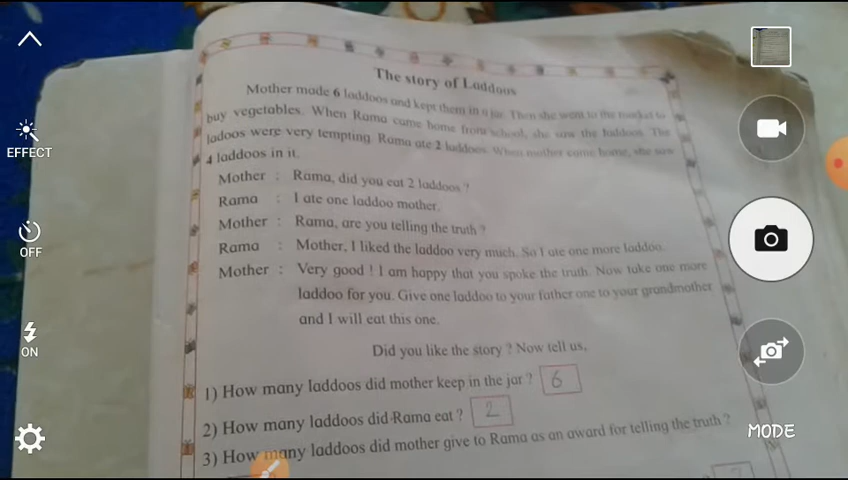 The story of Laddous
Mother made 6 laddoos and kept them in a jar. Then she went to the market to
buy vegetables. When Rama came home from school, she saw the laddoos. The
ladoos were very tempting. Rama ate 2 laddoos. When mother came home, she saw
4 laddoos in it.
Mother : Rama, did you eat 2 laddoos ?
Rama : I ate one laddoo mother.
Mother : Rama, are you telling the truth ?
Rama : Mother, I liked the laddoo very much. So I ate one more laddoo.
Mother : Very good ! I am happy that you spoke the truth. Now take one more
laddoo for you. Give one laddoo to your father one to your grandmother
and I will eat this one.
Did you like the story ? Now tell us,
1) How many laddoos did mother keep in the jar ? 6
2) How many laddoos did Rama eat ? 2
3) How many laddoos did mother give to Rama as an award for telling the truth ?
EFFECT
OFF
ON
MODE